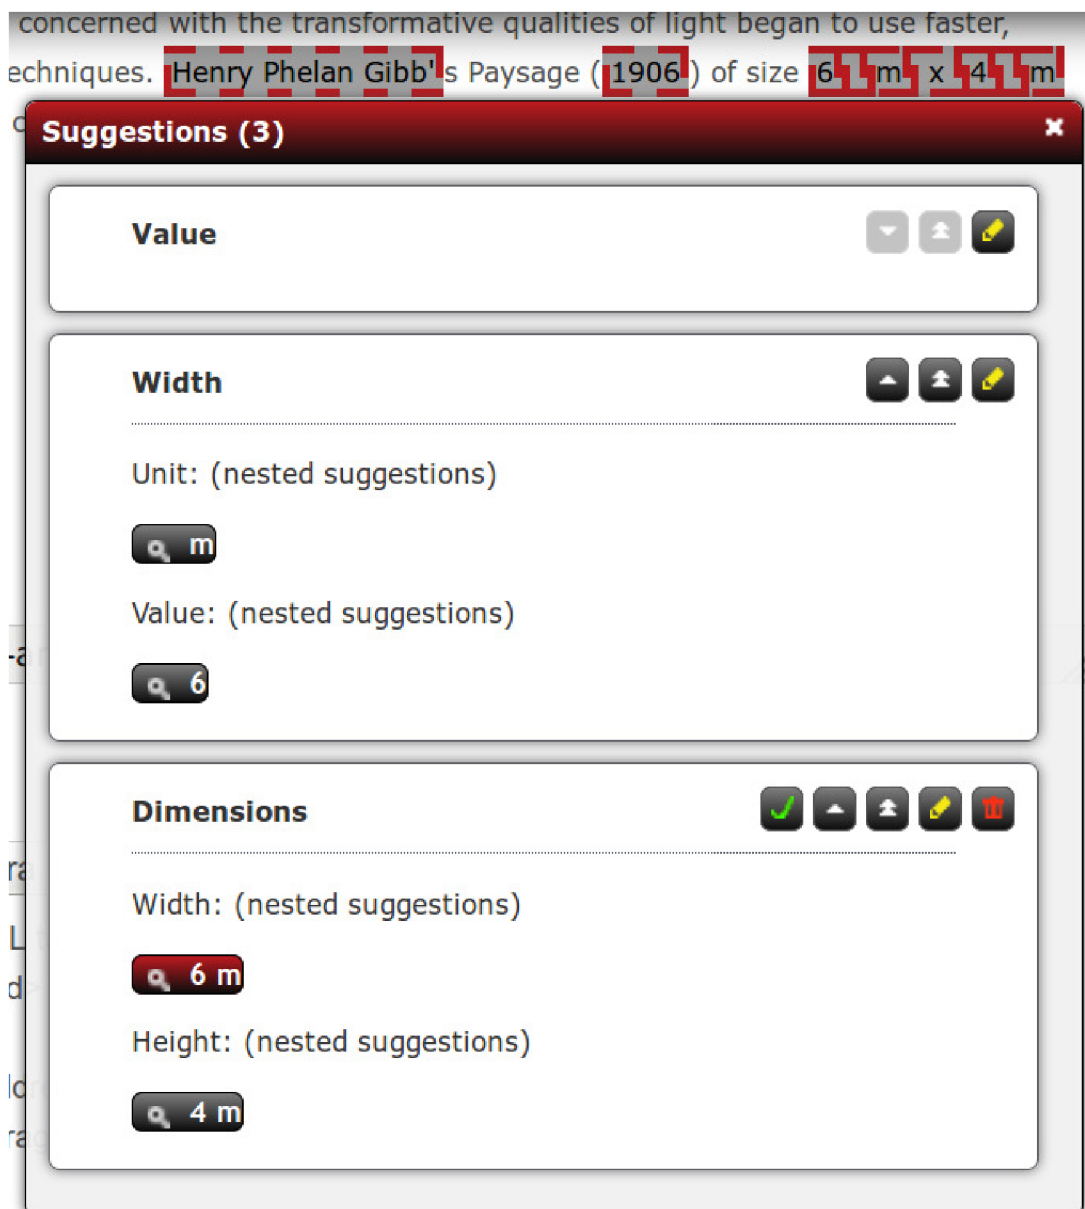 concerned with the transformative qualities of light began to use faster,
echniques. Henry Phelan Gibb's Paysage (1906) of size 6 m x 4 m
Suggestions (3)
Value
Width
Unit: (nested suggestions)
m
Value: (nested suggestions)
6
Dimensions
Width: (nested suggestions)
6 m
Height: (nested suggestions)
4 m